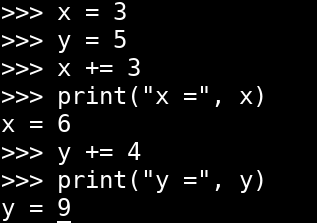 >>> x = 3
>>> y = 5
>>> x += 3
>>> print("x =", x)
x = 6
>>> y += 4
>>> print("y =", y)
y = 9